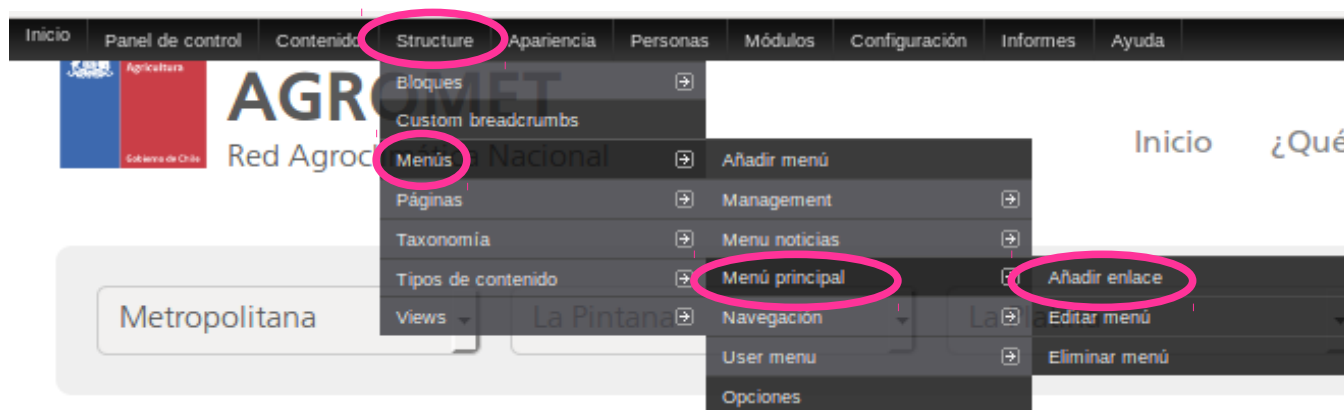 Inicio Panel de control Contenido Structure Apariencia Personas Módulos Configuración Informes Ayuda
Agricultura
Gobierno de Chile
AGROMET
Red Agroclimática Nacional
Inicio ¿Qué
Bloques
Custom breadcrumbs
Menús
Páginas
Taxonomía
Tipos de contenido
Views
Añadir menú
Management
Menu noticias
Menú principal
Navegación
User menu
Opciones
Añadir enlace
Editar menú
Eliminar menú
Metropolitana La Pintana